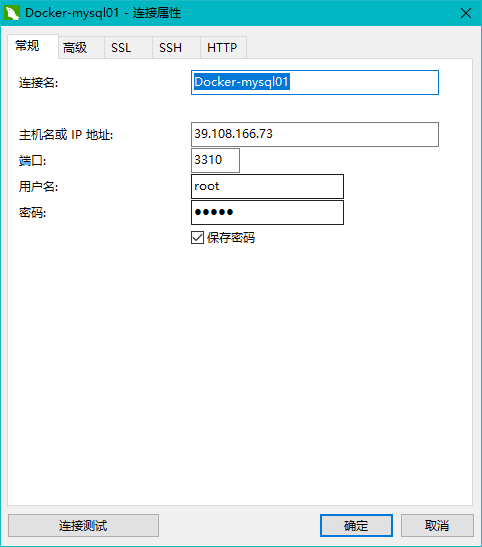 Docker-mysql01 - 连接属性
常规 高级 SSL SSH HTTP
连接名: Docker-mysql01
主机名或 IP 地址: 39.108.166.73
端口: 3310
用户名: root
密码: ●●●●●
保存密码
连接测试 确定 取消